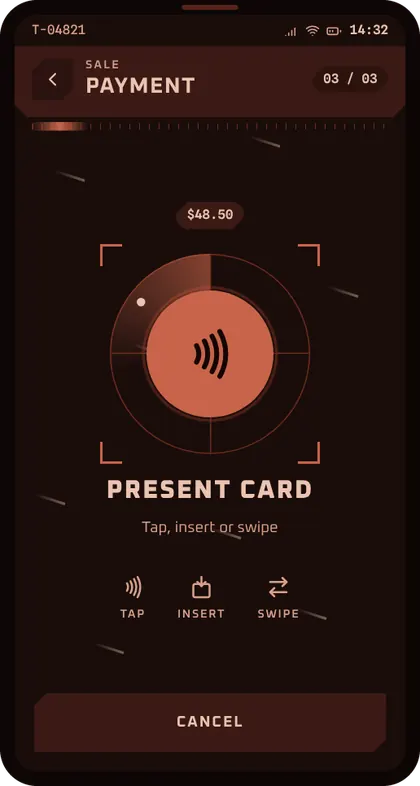 T-04821
14:32
SALE
PAYMENT
03 / 03
$48.50
PRESENT CARD
Tap, insert or swipe
TAP
INSERT
SWIPE
CANCEL